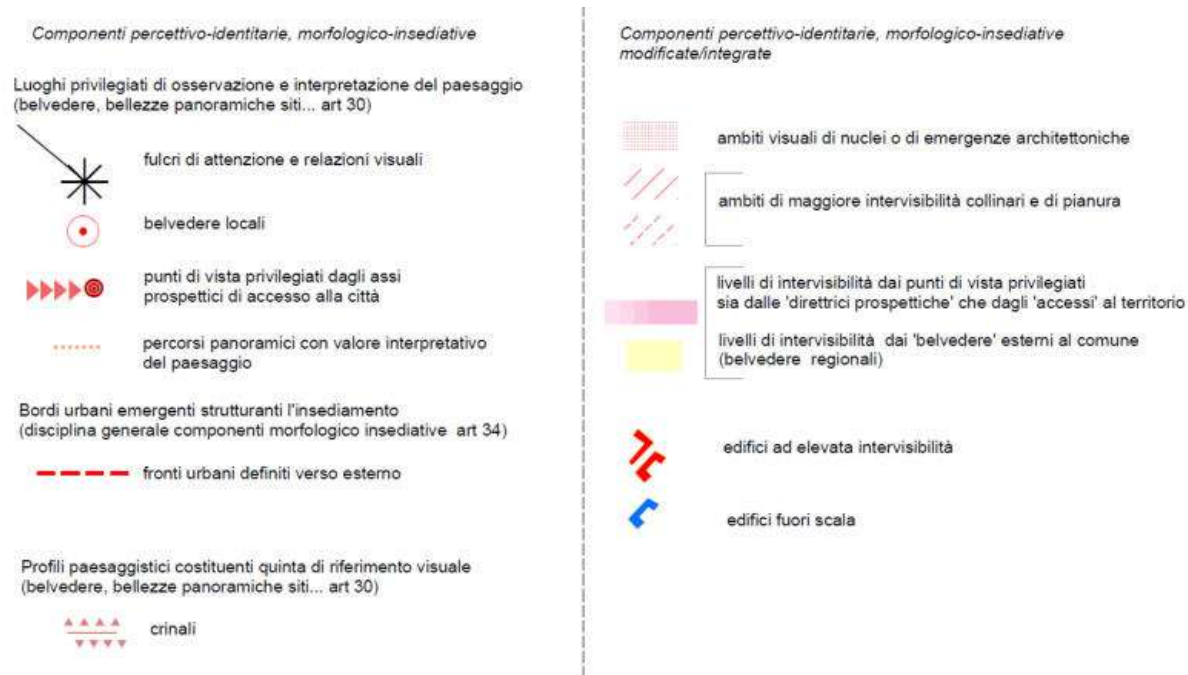 Componenti percettivo-identitarie, morfologico-insediative
Luoghi privilegiati di osservazione e interpretazione del paesaggio
(belvedere, bellezze panoramiche siti... art 30)
fulcri di attenzione e relazioni visuali
belvedere locali
punti di vista privilegiati dagli assi
prospettici di accesso alla città
percorsi panoramici con valore interpretativo
del paesaggio
Bordi urbani emergenti strutturanti l'insediamento
(disciplina generale componenti morfologico insediative art 34)
fronti urbani definiti verso esterno
Profili paesaggistici costituenti quinta di riferimento visuale
(belvedere, bellezze panoramiche siti... art 30)
crinali
Componenti percettivo-identitarie, morfologico-insediative
modificate/integrate
ambiti visuali di nuclei o di emergenze architettoniche
ambiti di maggiore intervisibilità collinari e di pianura
livelli di intervisibilità dai punti di vista privilegiati
sia dalle 'direttrici prospettiche' che dagli 'accessi' al territorio
livelli di intervisibilità dai 'belvedere' esterni al comune
(belvedere regionali)
edifici ad elevata intervisibilità
edifici fuori scala